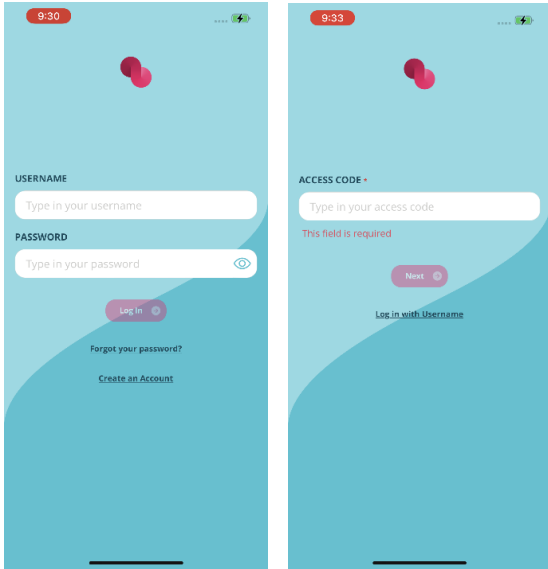 9:30
USERNAME
Type in your username
PASSWORD
Type in your password
Log in
Forgot your password?
Create an Account
9:33
ACCESS CODE *
Type in your access code
This field is required
Next
Log in with Username